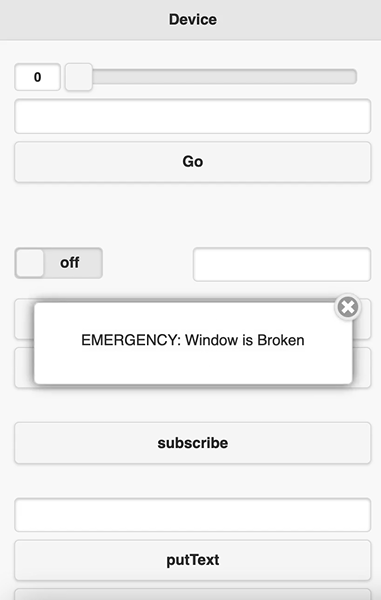 Device
0
Go
off
EMERGENCY: Window is Broken
subscribe
putText